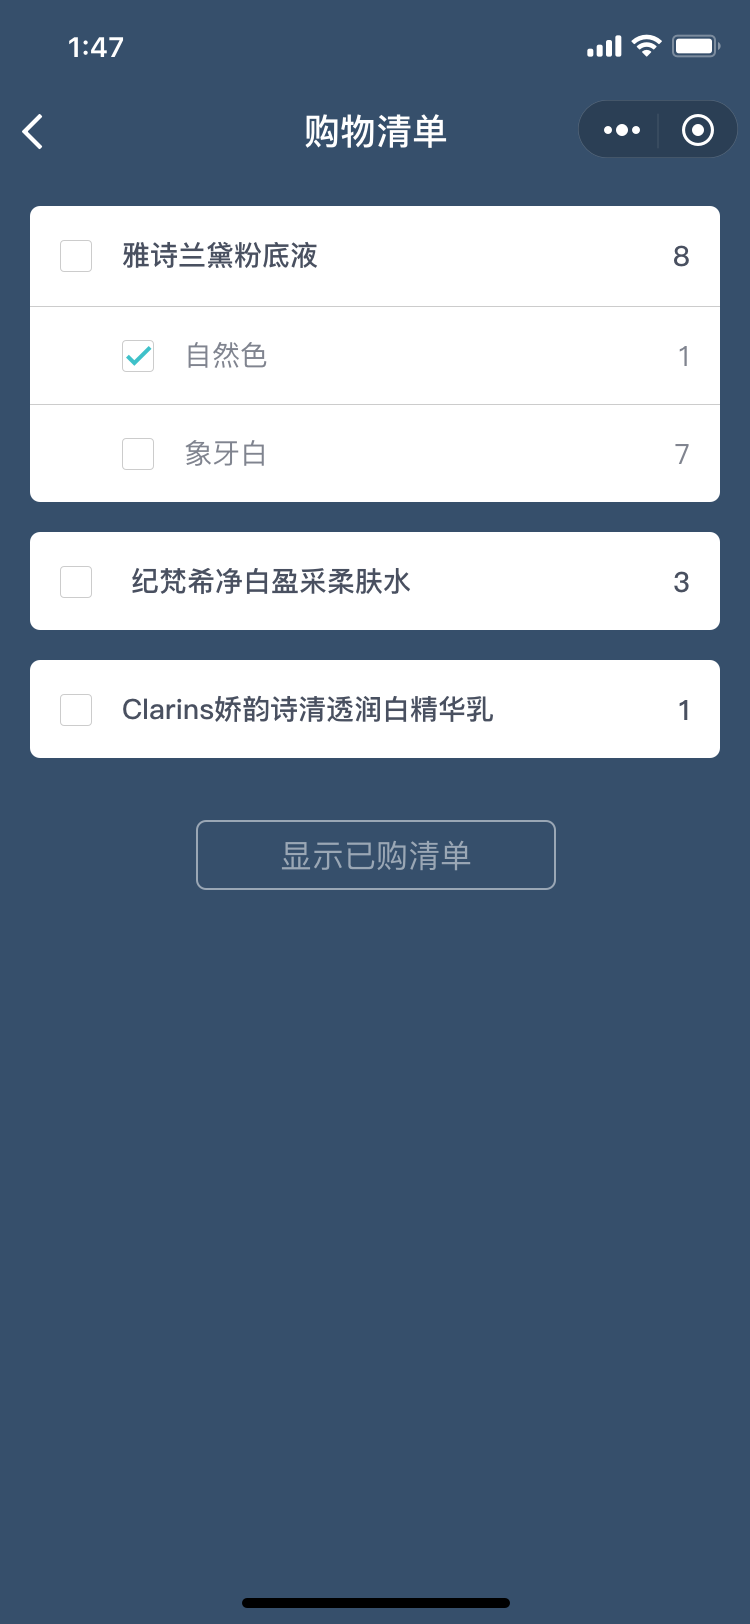 1:47
购物清单
雅诗兰黛粉底液 8
自然色 1
象牙白 7
纪梵希净白盈采柔肤水 3
Clarins娇韵诗清透润白精华乳 1
显示已购清单